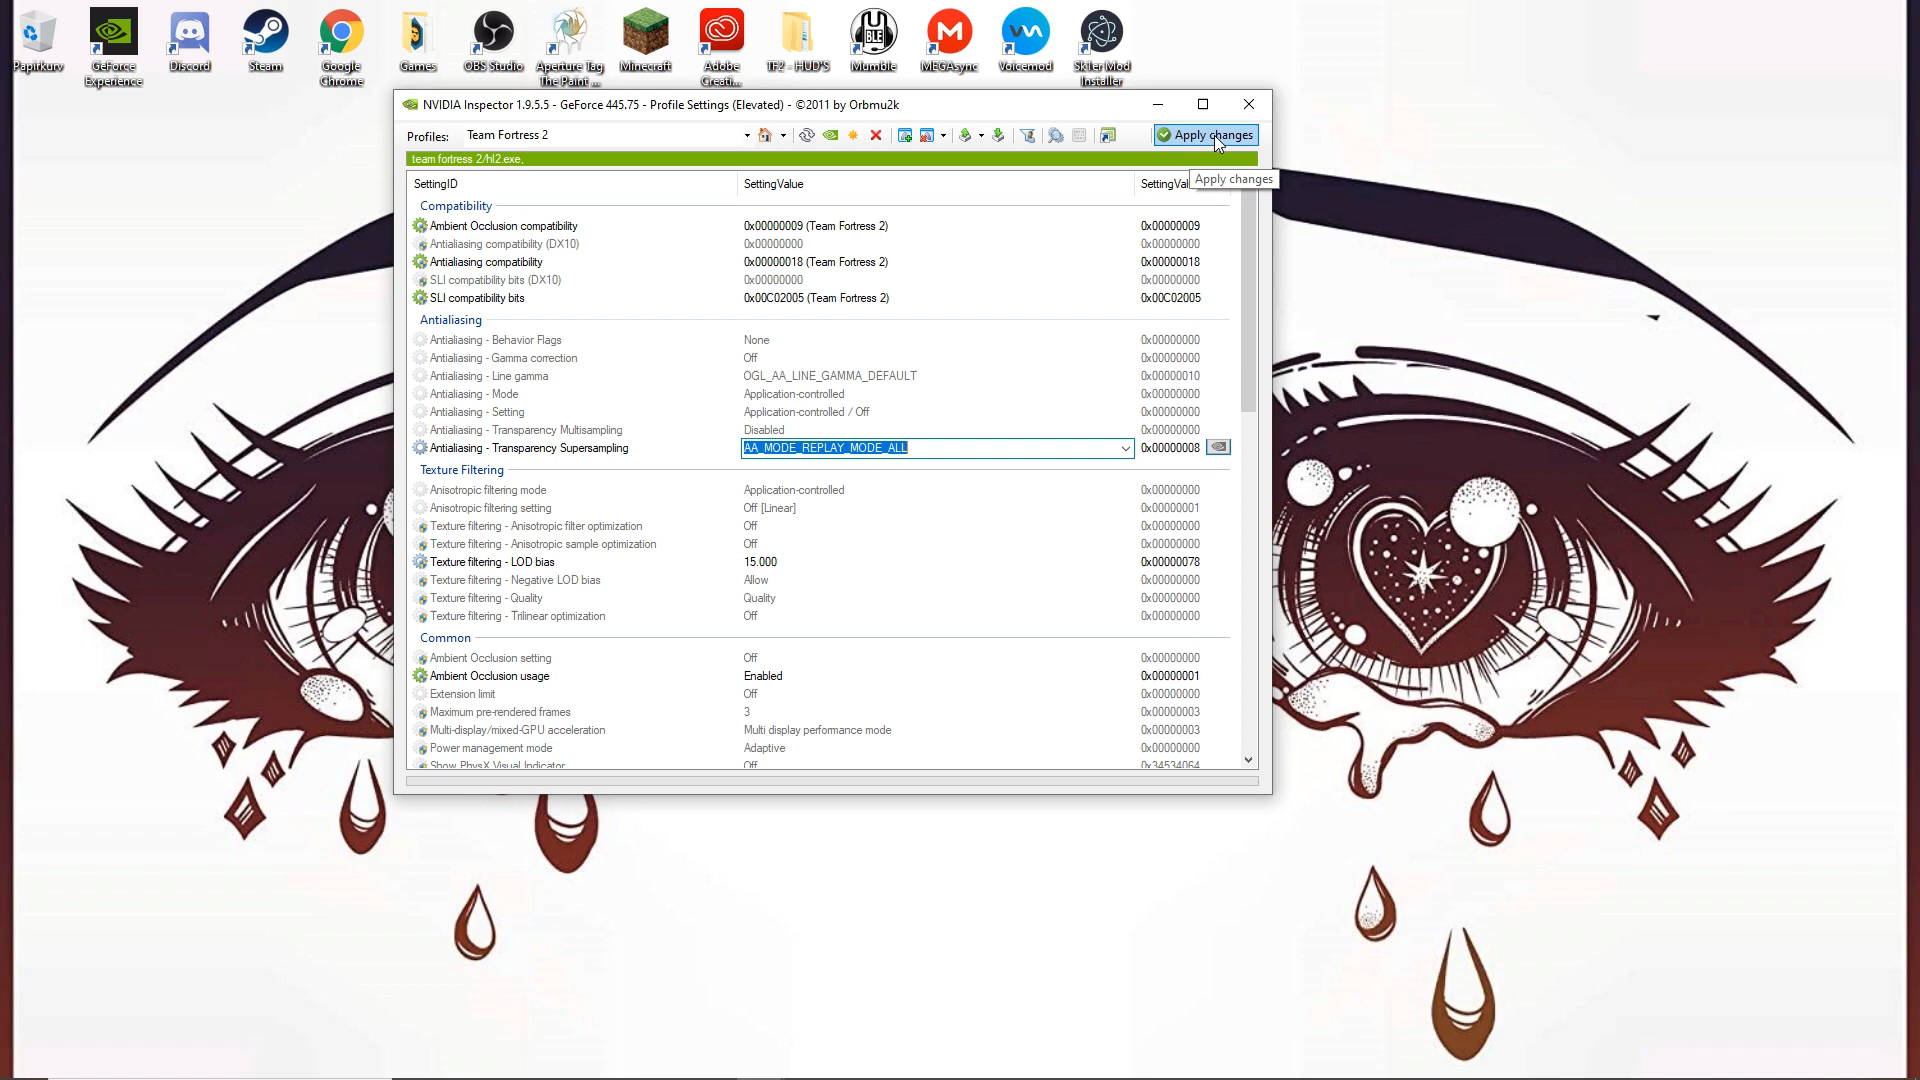 Papirkurv
GeForce Experience
Discord
Steam
Google Chrome
Games
OBS Studio
Aperture Tag The Paint ...
Minecraft
Adobe Creati...
TF2 - HUD'S
Mumble
MEGAsync
Voicemod
Sk1er Mod Installer
NVIDIA Inspector 1.9.5.5 - GeForce 445.75 - Profile Settings (Elevated) - ©2011 by Orbmu2k
Profiles: Team Fortress 2 Apply changes
team fortress 2/hl2.exe,
Apply changes
SettingID SettingValue SettingVal
Compatibility
Ambient Occlusion compatibility 0x00000009 (Team Fortress 2) 0x00000009
Antialiasing compatibility (DX10) 0x00000000 0x00000000
Antialiasing compatibility 0x00000018 (Team Fortress 2) 0x00000018
SLI compatibility bits (DX10) 0x00000000 0x00000000
SLI compatibility bits 0x00C02005 (Team Fortress 2) 0x00C02005
Antialiasing
Antialiasing - Behavior Flags None 0x00000000
Antialiasing - Gamma correction Off 0x00000000
Antialiasing - Line gamma OGL_AA_LINE_GAMMA_DEFAULT 0x00000010
Antialiasing - Mode Application-controlled 0x00000000
Antialiasing - Setting Application-controlled / Off 0x00000000
Antialiasing - Transparency Multisampling Disabled 0x00000000
Antialiasing - Transparency Supersampling AA_MODE_REPLAY_MODE_ALL 0x00000008
Texture Filtering
Anisotropic filtering mode Application-controlled 0x00000000
Anisotropic filtering setting Off [Linear] 0x00000001
Texture filtering - Anisotropic filter optimization Off 0x00000000
Texture filtering - Anisotropic sample optimization Off 0x00000000
Texture filtering - LOD bias 15.000 0x00000078
Texture filtering - Negative LOD bias Allow 0x00000000
Texture filtering - Quality Quality 0x00000000
Texture filtering - Trilinear optimization Off 0x00000000
Common
Ambient Occlusion setting Off 0x00000000
Ambient Occlusion usage Enabled 0x00000001
Extension limit Off 0x00000000
Maximum pre-rendered frames 3 0x00000003
Multi-display/mixed-GPU acceleration Multi display performance mode 0x00000003
Power management mode Adaptive 0x00000000
Show PhysX Visual Indicator Off 0x34534064